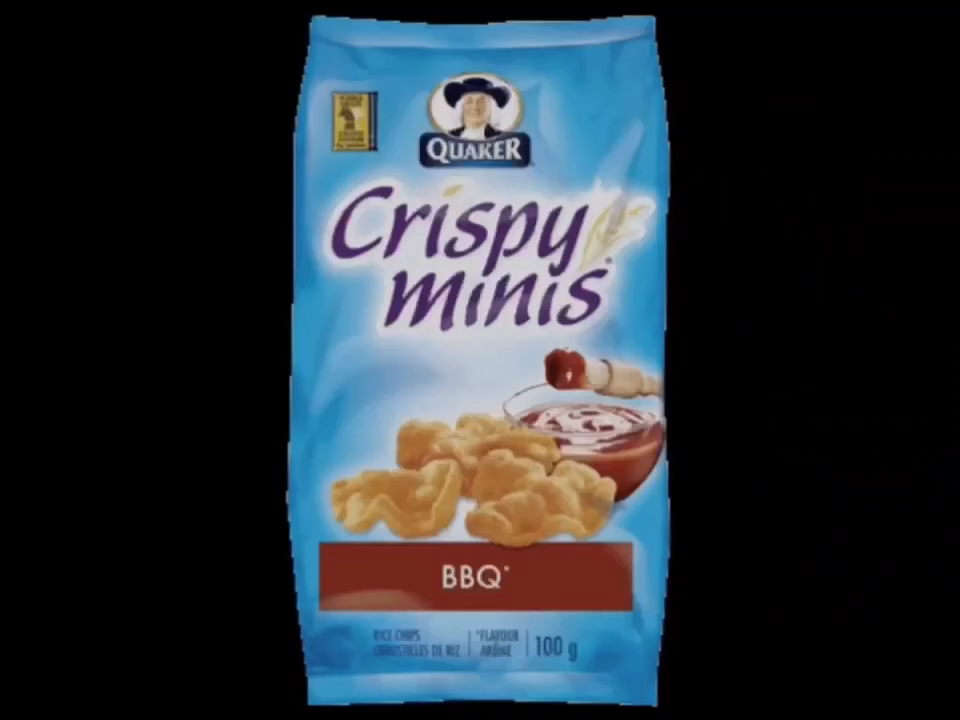 QUAKER
Crispy
minis
BBQ*
RICE CHIPS
CROUSTILLES DE RIZ
*FLAVOUR
ARÔME
100 g